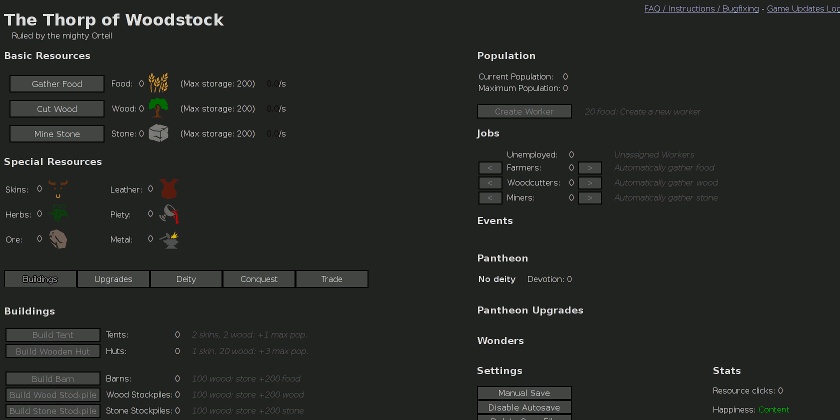 The Thorp of Woodstock
FAQ / Instructions / Bugfixing - Game Updates Log
Ruled by the mighty Ortell
Basic Resources
Gather Food Food: 0 (Max storage: 200) 0.0/s
Cut Wood Wood: 0 (Max storage: 200) 0.0/s
Mine Stone Stone: 0 (Max storage: 200) 0.0/s
Special Resources
Skins: 0 Leather: 0
Herbs: 0 Piety: 0
Ore: 0 Metal: 0
Buildings Upgrades Deity Conquest Trade
Buildings
Build Tent Tents: 0 2 skins, 2 wood: +1 max pop.
Build Wooden Hut Huts: 0 1 skin, 20 wood: +3 max pop.
Build Barn Barns: 0 100 wood: store +200 food
Build Wood Stockpile Wood Stockpiles: 0 100 wood: store +200 wood
Build Stone Stockpile Stone Stockpiles: 0 100 wood: store +200 stone
Population
Current Population: 0
Maximum Population: 0
Create Worker 20 food: Create a new worker
Jobs
Unemployed: 0 Unassigned Workers
< Farmers: 0 > Automatically gather food
< Woodcutters: 0 > Automatically gather wood
< Miners: 0 > Automatically gather stone
Events
Pantheon
No deity Devotion: 0
Pantheon Upgrades
Wonders
Settings
Manual Save
Disable Autosave
Stats
Resource clicks: 0
Happiness: Content